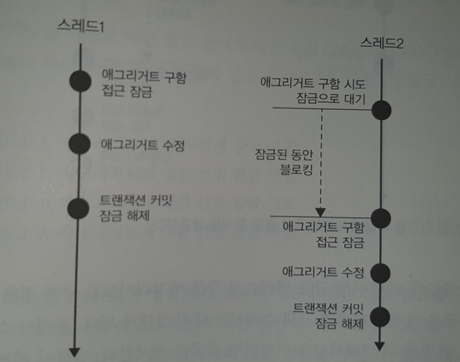 스레드1
애그리거트 구함
접근 잠금
애그리거트 수정
트랜잭션 커밋
잠금 해제
스레드2
애그리거트 구함 시도
잠금으로 대기
잠금된 동안
블로킹
애그리거트 구함
접근 잠금
애그리거트 수정
트랜잭션 커밋
잠금 해제